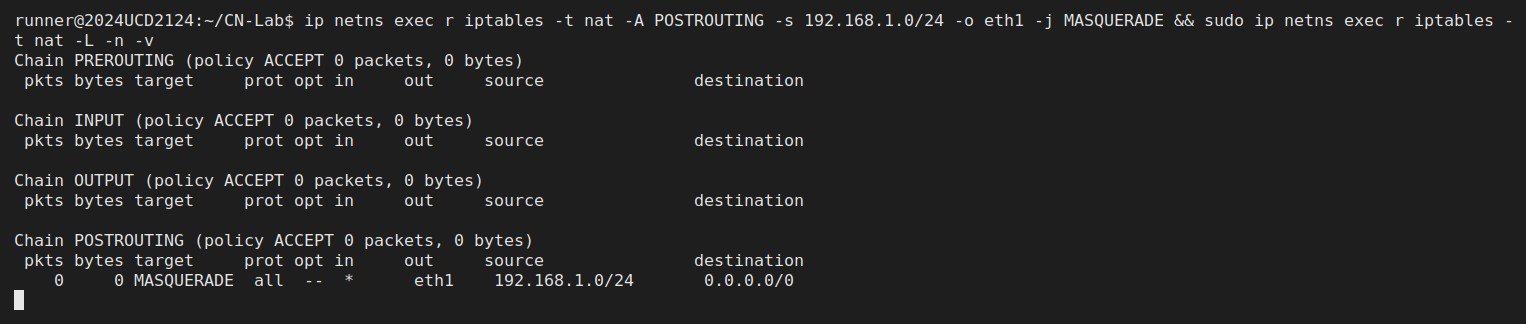 runner@2024UCD2124:~/CN-Lab$ ip netns exec r iptables -t nat -A POSTROUTING -s 192.168.1.0/24 -o eth1 -j MASQUERADE && sudo ip netns exec r iptables -
t nat -L -n -v
Chain PREROUTING (policy ACCEPT 0 packets, 0 bytes)
 pkts bytes target     prot opt in     out     source               destination

Chain INPUT (policy ACCEPT 0 packets, 0 bytes)
 pkts bytes target     prot opt in     out     source               destination

Chain OUTPUT (policy ACCEPT 0 packets, 0 bytes)
 pkts bytes target     prot opt in     out     source               destination

Chain POSTROUTING (policy ACCEPT 0 packets, 0 bytes)
 pkts bytes target     prot opt in     out     source               destination
    0     0 MASQUERADE  all  --  *      eth1    192.168.1.0/24       0.0.0.0/0